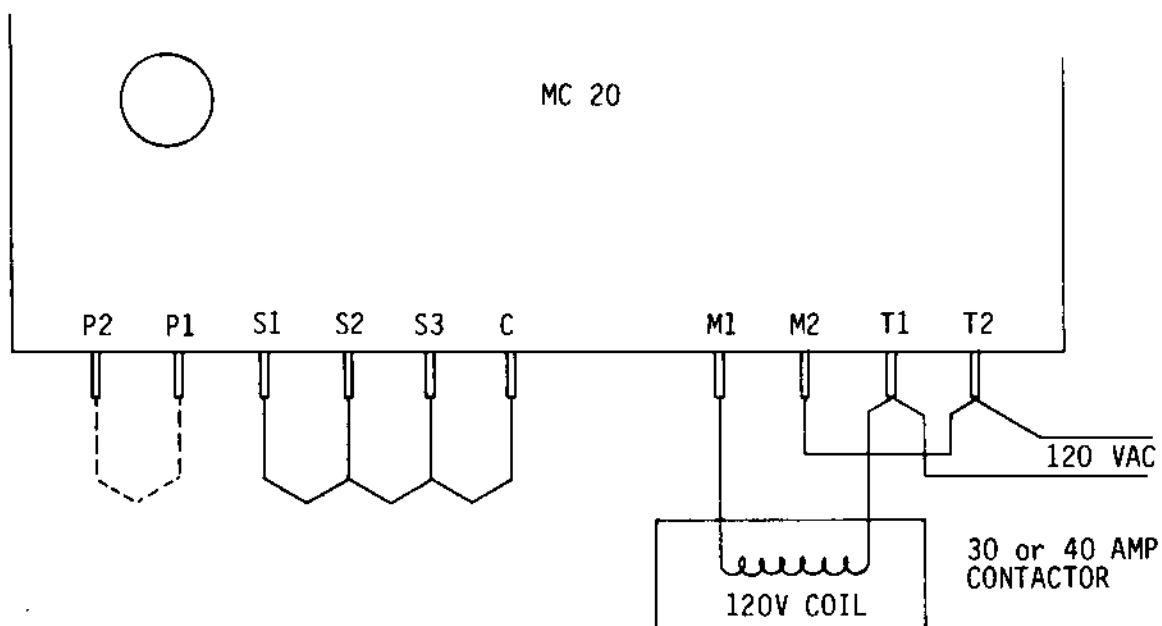 MC 20
P2 P1 S1 S2 S3 C M1 M2 T1 T2
120 VAC
30 or 40 AMP
CONTACTOR
120V COIL